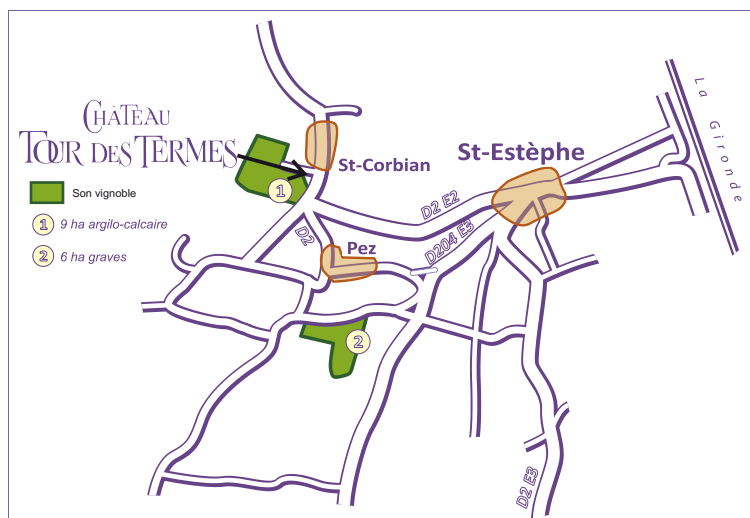 CHÂTEAU
TOUR DES TERMES
Son vignoble
1 9 ha argilo-calcaire
2 6 ha graves
St-Corbian
St-Estèphe
La Gironde
1
D2 E2
D2
Pez
D204 E3
2
D2 E3